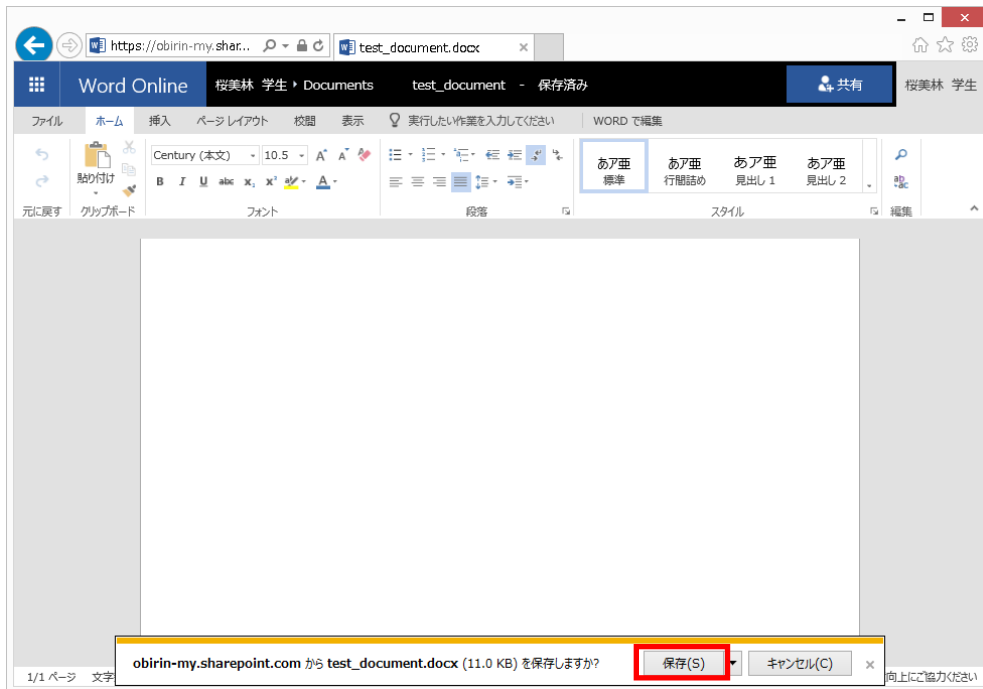 https://obirin-my.shar... test_document.docx
Word Online 桜美林 学生 ▸ Documents test_document - 保存済み 共有 桜美林 学生
ファイル ホーム 挿入 ページ レイアウト 校閲 表示 実行したい作業を入力してください WORD で編集
貼り付け Century (本文) 10.5 A A あア亜 あア亜 あア亜 あア亜
標準 行間詰め 見出し 1 見出し 2
B I U abc x₂ x² aby A abc
元に戻す クリップボード フォント 段落 スタイル 編集
obirin-my.sharepoint.com から test_document.docx (11.0 KB) を保存しますか? 保存(S) キャンセル(C)
1/1 ページ 文字 向上にご協力ください